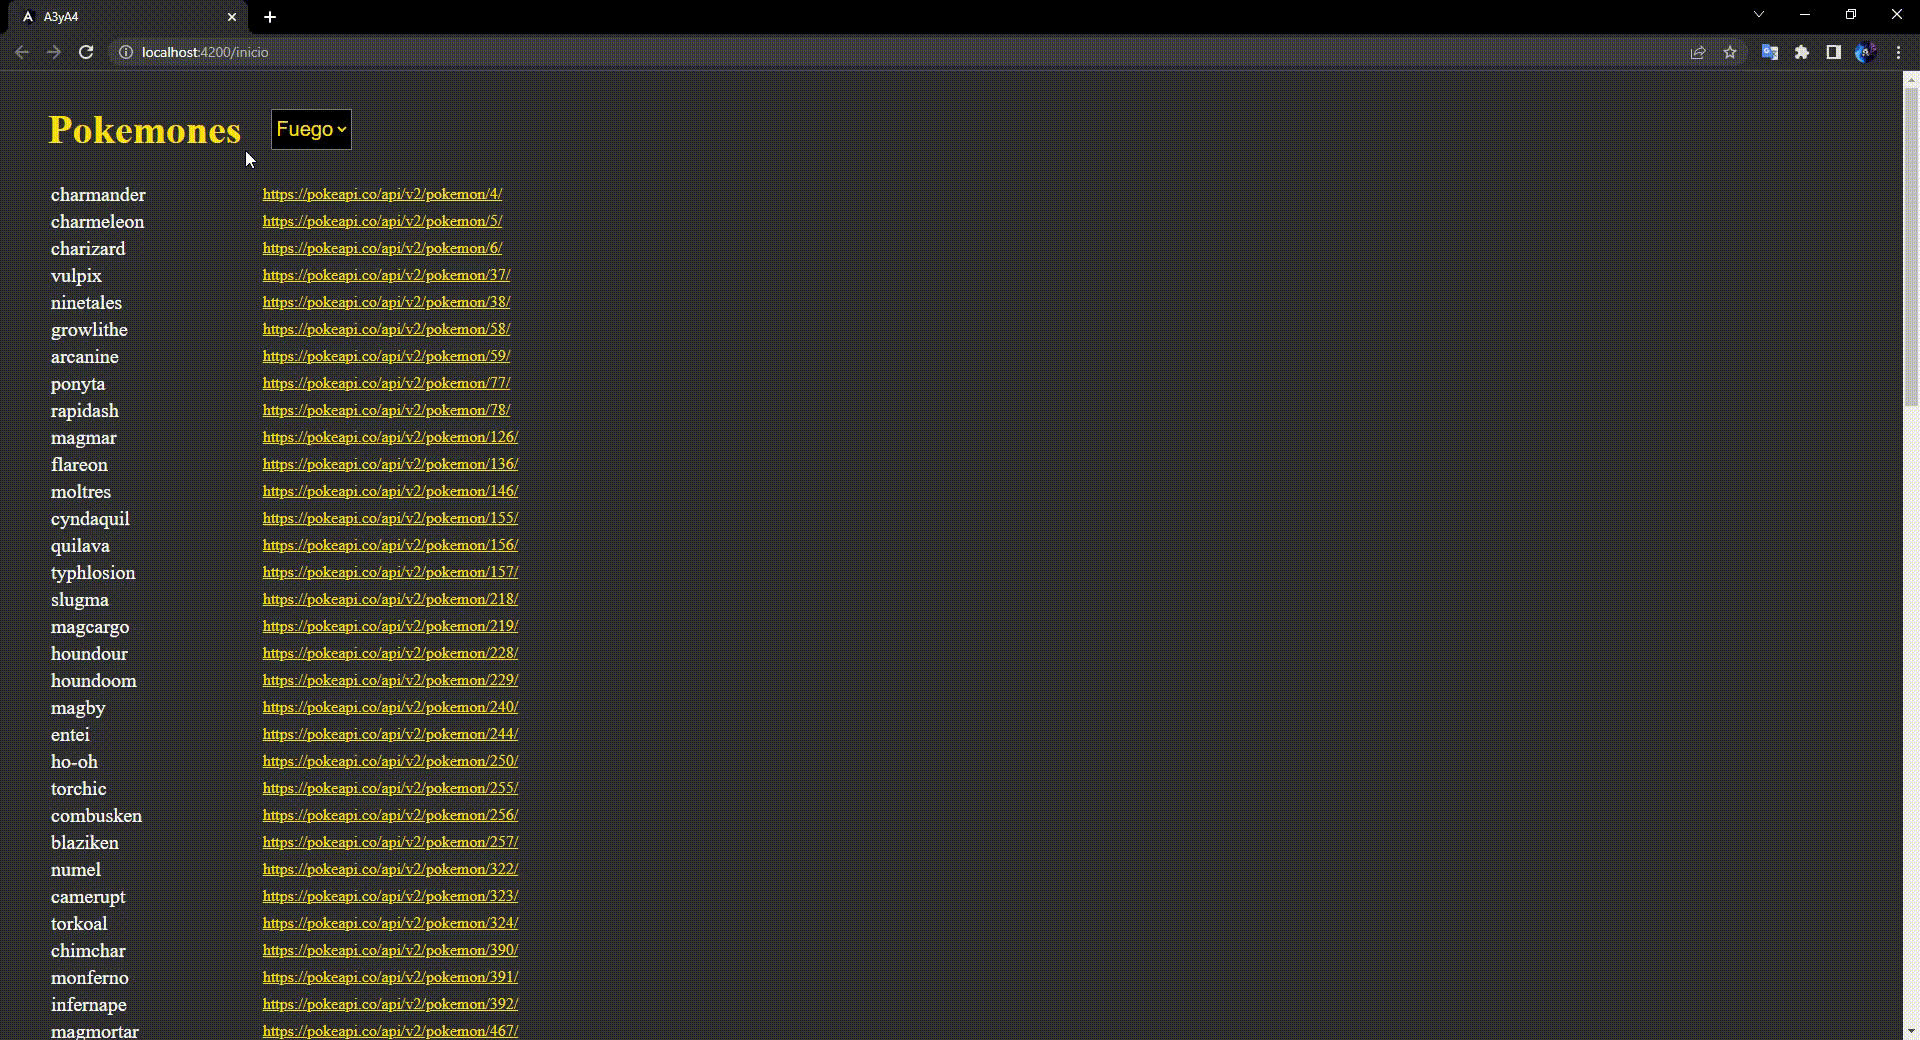 A3yA4
localhost:4200/inicio
Pokemones Fuego
charmander https://pokeapi.co/api/v2/pokemon/4/
charmeleon https://pokeapi.co/api/v2/pokemon/5/
charizard https://pokeapi.co/api/v2/pokemon/6/
vulpix https://pokeapi.co/api/v2/pokemon/37/
ninetales https://pokeapi.co/api/v2/pokemon/38/
growlithe https://pokeapi.co/api/v2/pokemon/58/
arcanine https://pokeapi.co/api/v2/pokemon/59/
ponyta https://pokeapi.co/api/v2/pokemon/77/
rapidash https://pokeapi.co/api/v2/pokemon/78/
magmar https://pokeapi.co/api/v2/pokemon/126/
flareon https://pokeapi.co/api/v2/pokemon/136/
moltres https://pokeapi.co/api/v2/pokemon/146/
cyndaquil https://pokeapi.co/api/v2/pokemon/155/
quilava https://pokeapi.co/api/v2/pokemon/156/
typhlosion https://pokeapi.co/api/v2/pokemon/157/
slugma https://pokeapi.co/api/v2/pokemon/218/
magcargo https://pokeapi.co/api/v2/pokemon/219/
houndour https://pokeapi.co/api/v2/pokemon/228/
houndoom https://pokeapi.co/api/v2/pokemon/229/
magby https://pokeapi.co/api/v2/pokemon/240/
entei https://pokeapi.co/api/v2/pokemon/244/
ho-oh https://pokeapi.co/api/v2/pokemon/250/
torchic https://pokeapi.co/api/v2/pokemon/255/
combusken https://pokeapi.co/api/v2/pokemon/256/
blaziken https://pokeapi.co/api/v2/pokemon/257/
numel https://pokeapi.co/api/v2/pokemon/322/
camerupt https://pokeapi.co/api/v2/pokemon/323/
torkoal https://pokeapi.co/api/v2/pokemon/324/
chimchar https://pokeapi.co/api/v2/pokemon/390/
monferno https://pokeapi.co/api/v2/pokemon/391/
infernape https://pokeapi.co/api/v2/pokemon/392/
magmortar https://pokeapi.co/api/v2/pokemon/467/